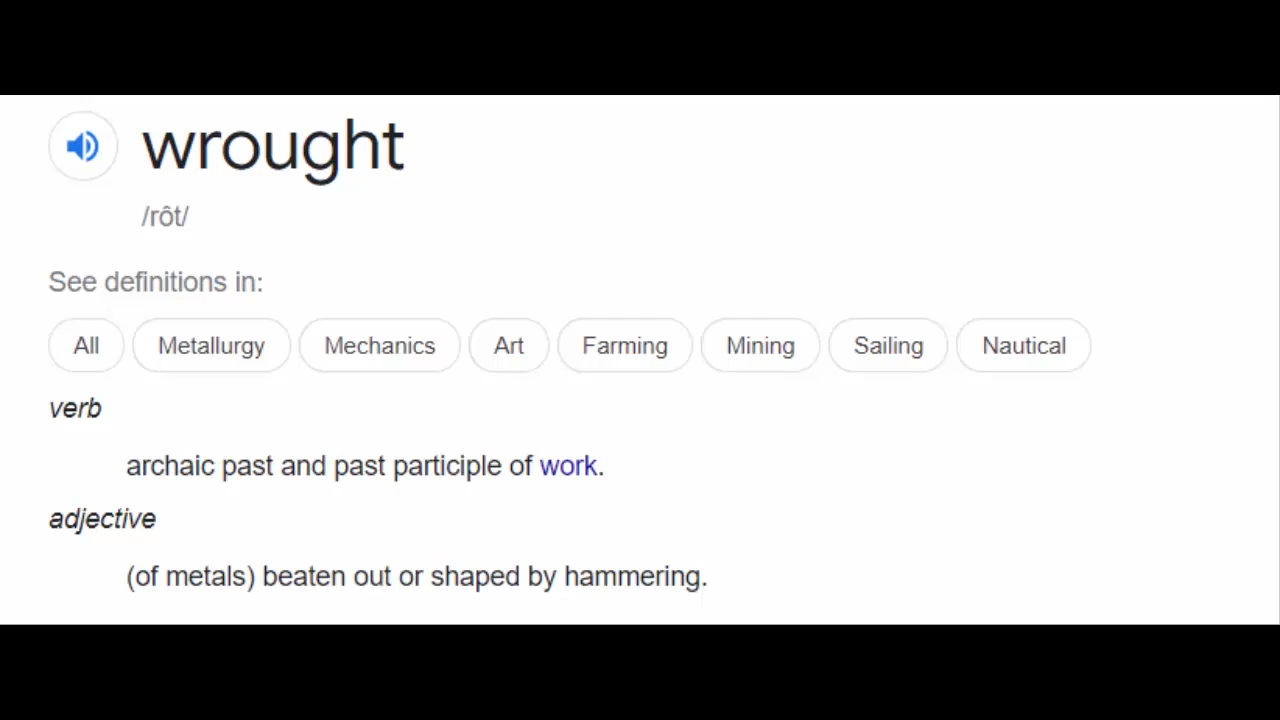 wrought
/rôt/
See definitions in:
All Metallurgy Mechanics Art Farming Mining Sailing Nautical
verb
archaic past and past participle of work.
adjective
(of metals) beaten out or shaped by hammering.